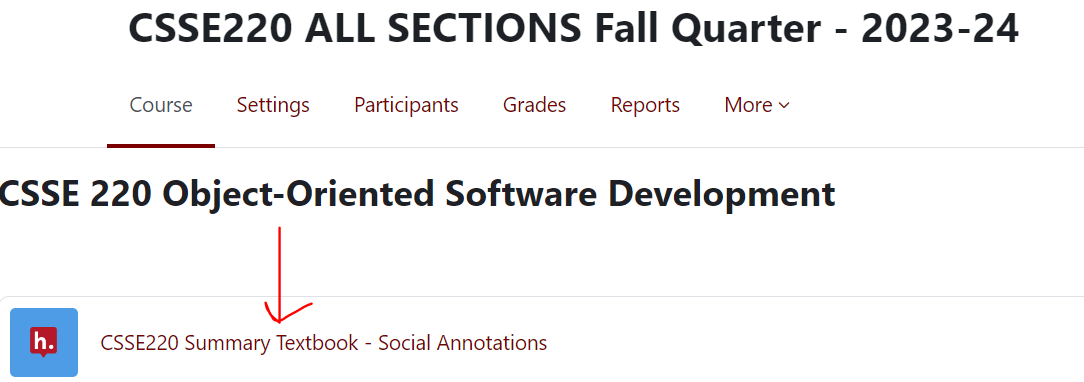 CSSE220 ALL SECTIONS Fall Quarter - 2023-24
Course Settings Participants Grades Reports More
CSSE 220 Object-Oriented Software Development
h.
CSSE220 Summary Textbook - Social Annotations